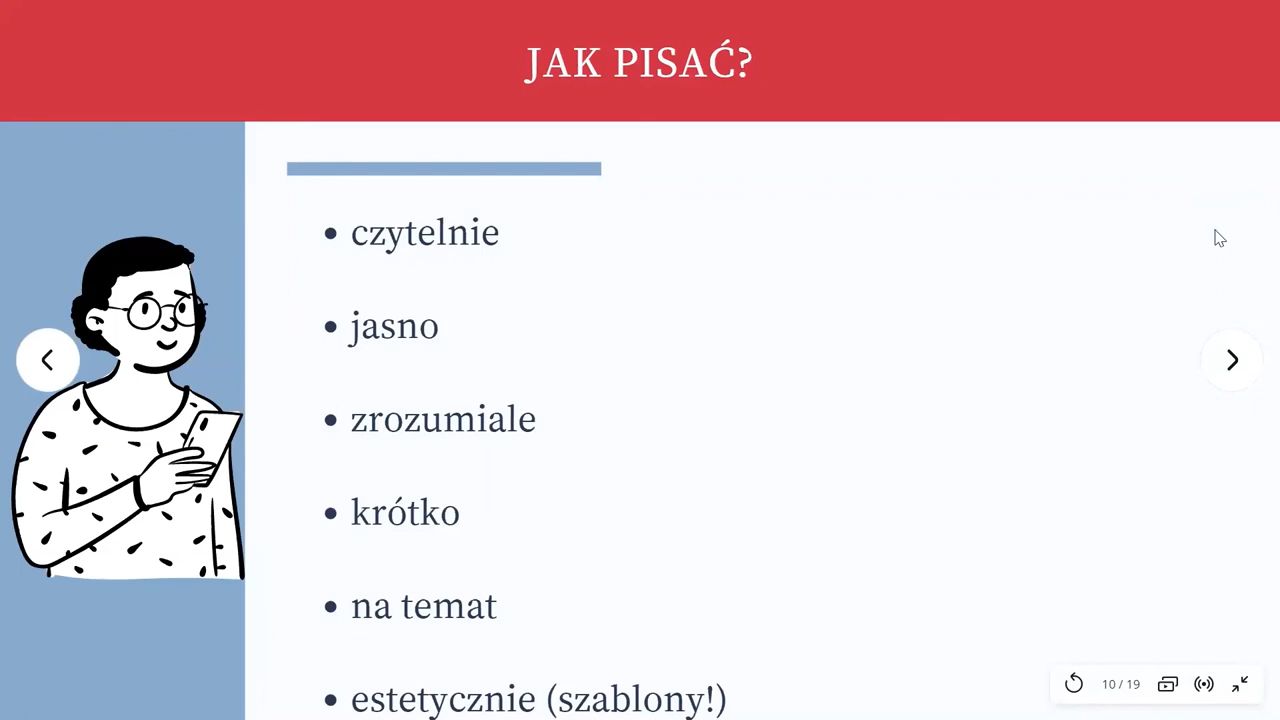 JAK PISAĆ?
• czytelnie
• jasno
• zrozumiale
• krótko
• na temat
• estetycznie (szablony!)
10 / 19